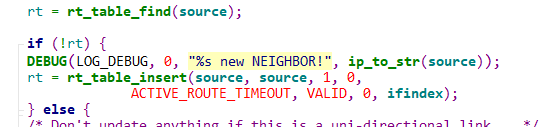 rt = rt_table_find(source);
if (!rt) {
DEBUG(LOG_DEBUG, 0, "%s new NEIGHBOR!", ip_to_str(source));
rt = rt_table_insert(source, source, 1, 0,
ACTIVE_ROUTE_TIMEOUT, VALID, 0, ifindex);
} else {
/* Don't update anything if this is a uni-directional link... */